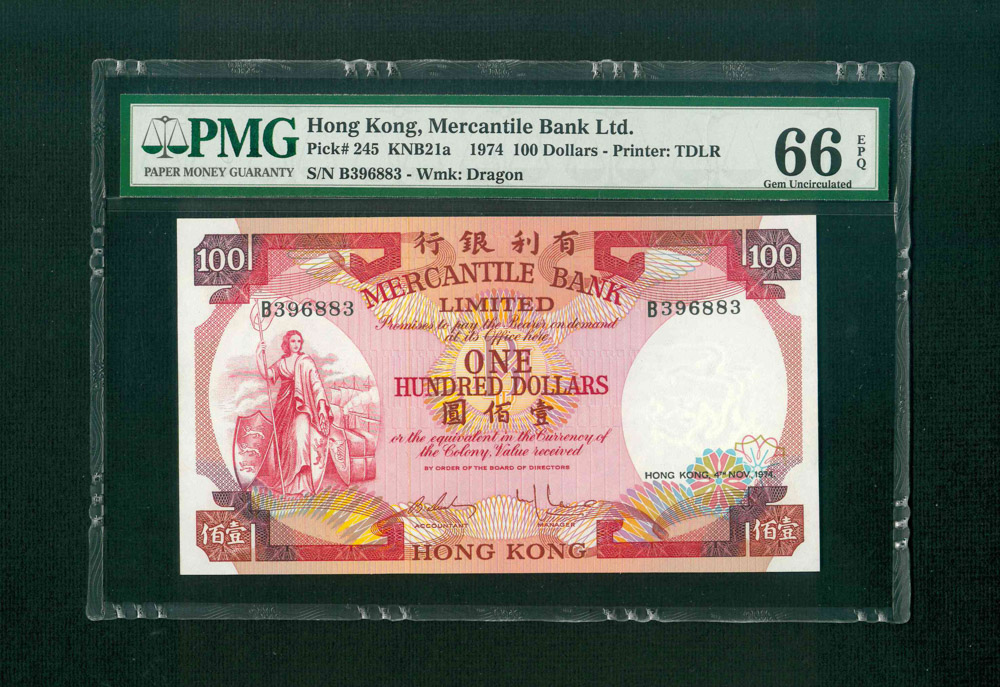 PMG
PAPER MONEY GUARANTY
Hong Kong, Mercantile Bank Ltd.
Pick# 245 KNB21a 1974 100 Dollars - Printer: TDLR
S/N B396883 - Wmk: Dragon
66
EPQ
Gem Uncirculated
行銀利有
100
100
MERCANTILE BANK
LIMITED
B396883
B396883
Promises to pay the Bearer on demand
at its Office here
ONE
HUNDRED DOLLARS
圓佰壹
or the equivalent in the Currency of
the Colony, Value received
BY ORDER OF THE BOARD OF DIRECTORS
HONG KONG, 4TH NOV, 1974.
ACCOUNTANT
MANAGER
佰壹
佰壹
HONG KONG